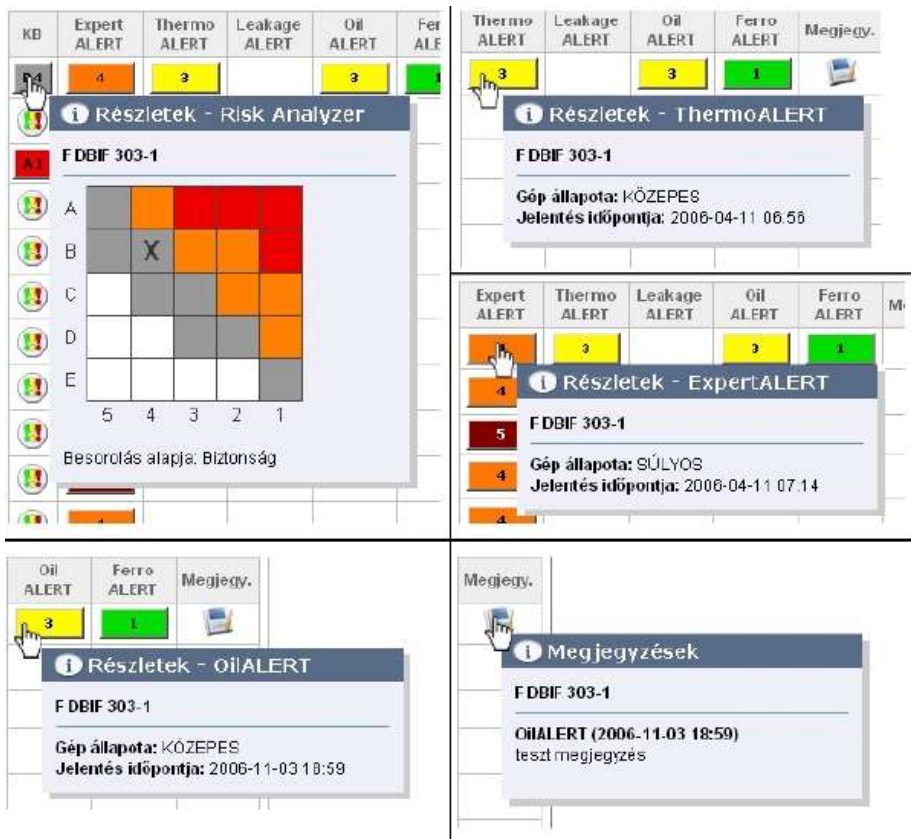 KB Expert ALERT Thermo ALERT Leakage ALERT Oil ALERT
4 3 3
Részletek - Risk Analyzer
F DBIF 303-1
A
B X
C
D
E
5 4 3 2 1
Besorolás alapja: Biztonság
4
Thermo ALERT Leakage ALERT Oil ALERT Ferro ALERT Megjegy.
3 3 1
Részletek - ThermoALERT
F DBIF 303-1
Gép állapota: KÖZEPES
Jelentés időpontja: 2006-04-11 06:56
Expert ALERT Thermo ALERT Leakage ALERT Oil ALERT Ferro ALERT
3 3 1
4
Részletek - ExpertALERT
5
F DBIF 303-1
4
Gép állapota: SÚLYOS
Jelentés időpontja: 2006-04-11 07:14
4
Oil ALERT Ferro ALERT Megjegy.
3 1
Részletek - OilALERT
F DBIF 303-1
Gép állapota: KÖZEPES
Jelentés időpontja: 2006-11-03 18:59
Megjegy.
Megjegyzések
F DBIF 303-1
OilALERT (2006-11-03 18:59)
teszt megjegyzés